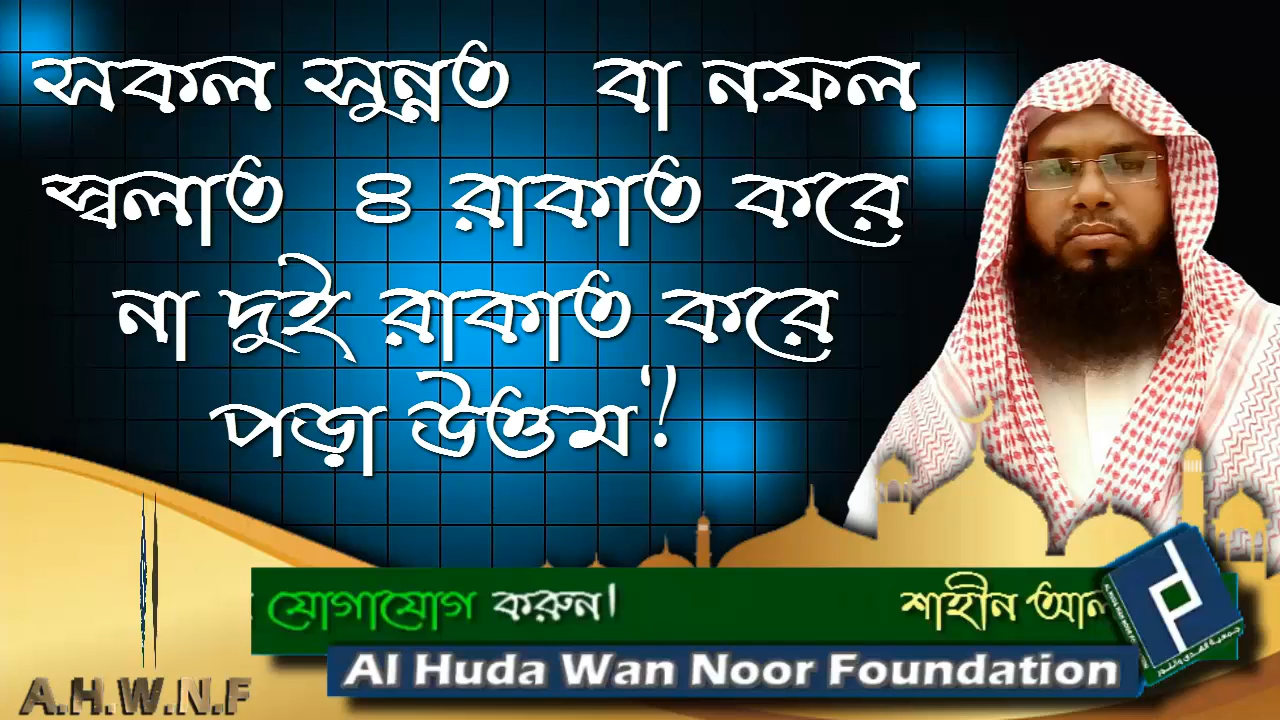 সকল সুন্নত বা নফল
স্বলাত ৪ রাকাত করে
না দুই রাকাত করে
পড়া উত্তম?
যোগাযোগ করুন! শাহীন আল
Al Huda Wan Noor Foundation
A.H.W.N.F